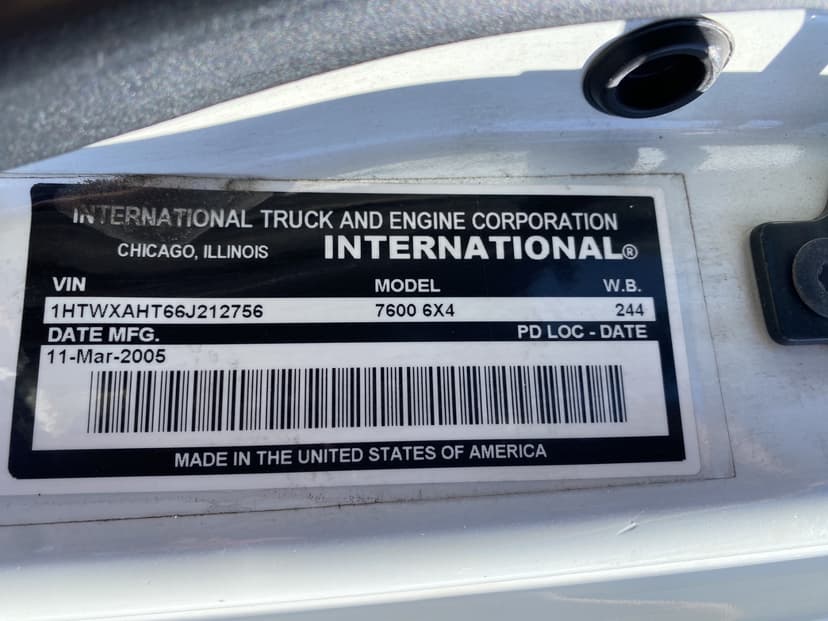 INTERNATIONAL TRUCK AND ENGINE CORPORATION
CHICAGO, ILLINOIS INTERNATIONAL®
VIN MODEL W.B.
1HTWXAHT66J212756 7600 6X4 244
DATE MFG. PD LOC - DATE
11-Mar-2005
MADE IN THE UNITED STATES OF AMERICA